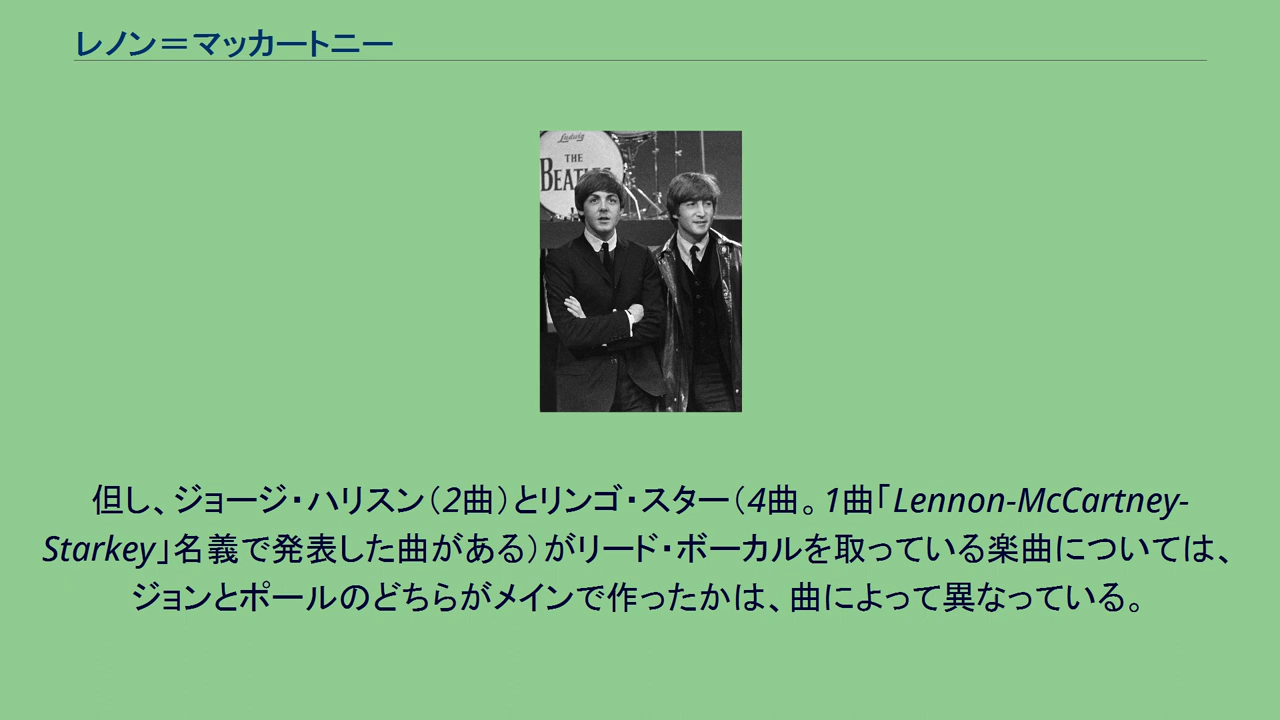 レノン＝マッカートニー
Ludwig
THE
BEATLES
但し、ジョージ・ハリスン（2曲）とリンゴ・スター（4曲。1曲「Lennon-McCartney-
Starkey」名義で発表した曲がある）がリード・ボーカルを取っている楽曲については、
ジョンとポールのどちらがメインで作ったかは、曲によって異なっている。